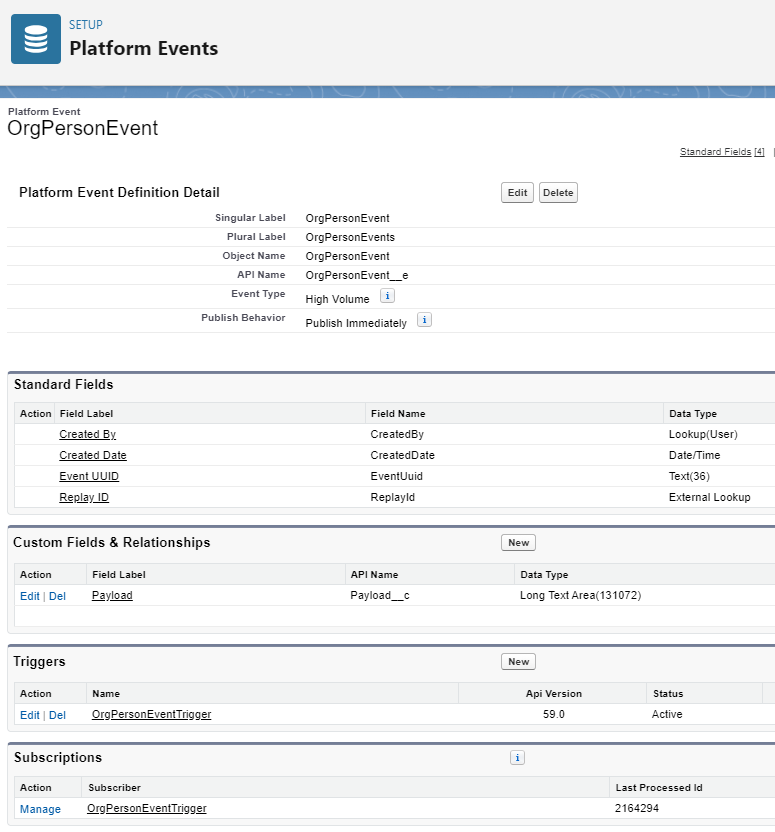 SETUP
Platform Events
Platform Event
OrgPersonEvent
Standard Fields [4] |
Platform Event Definition Detail Edit Delete
Singular Label OrgPersonEvent
Plural Label OrgPersonEvents
Object Name OrgPersonEvent
API Name OrgPersonEvent__e
Event Type High Volume i
Publish Behavior Publish Immediately i
Standard Fields
Action Field Label Field Name Data Type
Created By CreatedBy Lookup(User)
Created Date CreatedDate Date/Time
Event UUID EventUuid Text(36)
Replay ID ReplayId External Lookup
Custom Fields & Relationships New
Action Field Label API Name Data Type
Edit | Del Payload Payload__c Long Text Area(131072)
Triggers New
Action Name Api Version Status
Edit | Del OrgPersonEventTrigger 59.0 Active
Subscriptions i
Action Subscriber Last Processed Id
Manage OrgPersonEventTrigger 2164294